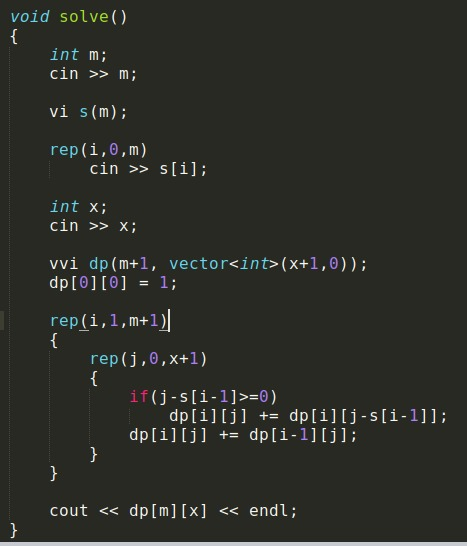 void solve()
{
    int m;
    cin >> m;

    vi s(m);

    rep(i,0,m)
        cin >> s[i];

    int x;
    cin >> x;

    vvi dp(m+1, vector<int>(x+1,0));
    dp[0][0] = 1;

    rep(i,1,m+1)
    {
        rep(j,0,x+1)
        {
            if(j-s[i-1]>=0)
                dp[i][j] += dp[i][j-s[i-1]];
            dp[i][j] += dp[i-1][j];
        }
    }

    cout << dp[m][x] << endl;
}